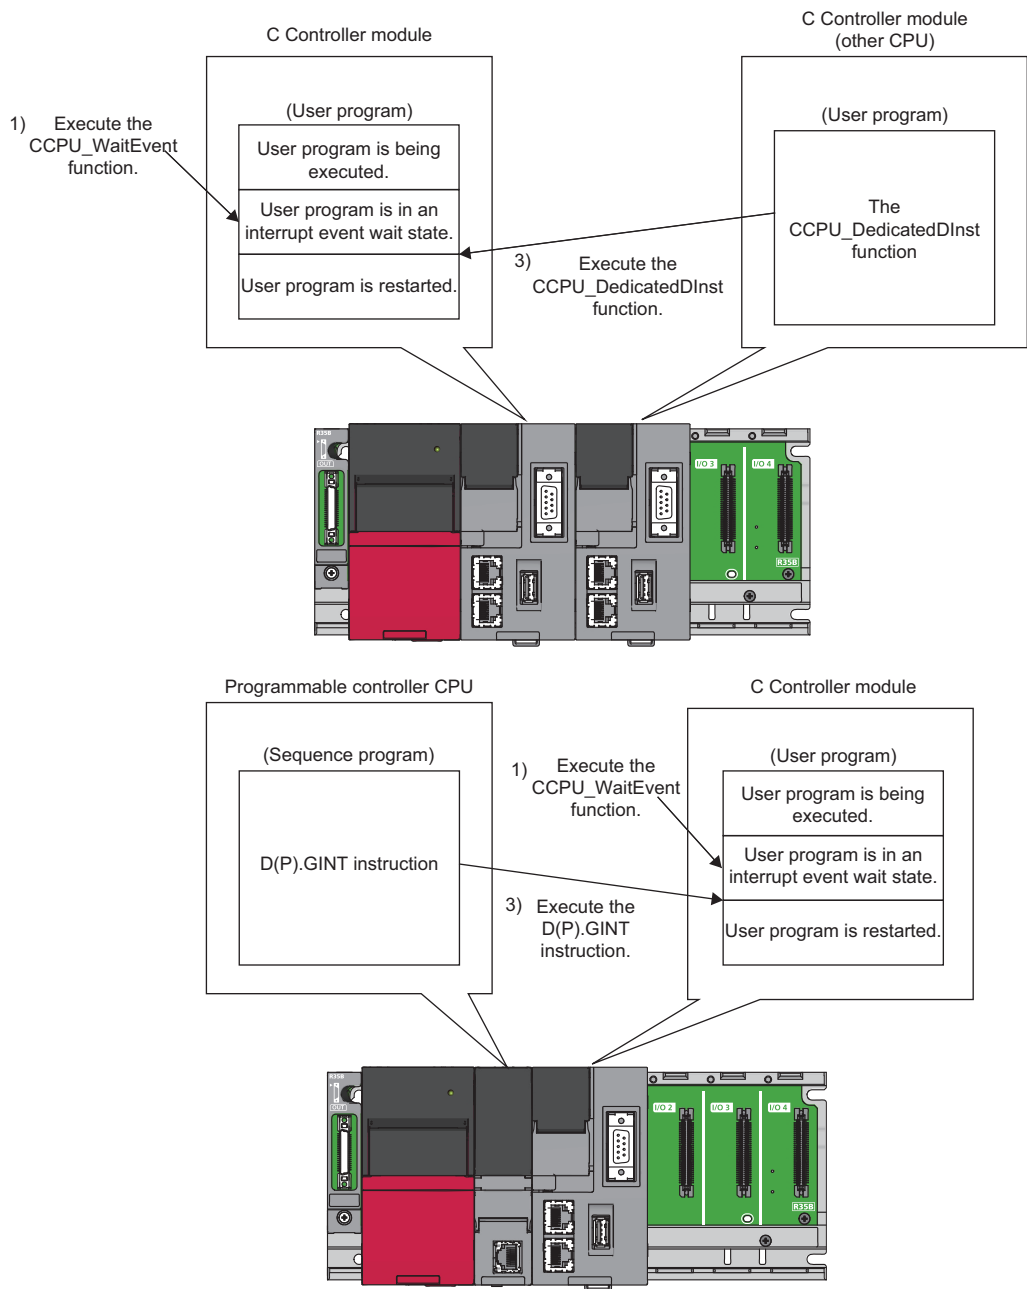 C Controller module
C Controller module
(other CPU)
(User program)
1) Execute the
CCPU_WaitEvent
function.
User program is being
executed.
User program is in an
interrupt event wait state.
User program is restarted.
(User program)
The
CCPU_DedicatedDInst
function
3) Execute the
CCPU_DedicatedDInst
function.
R35B
OUT
I/O 3
I/O 4
R35B
Programmable controller CPU
C Controller module
(Sequence program)
D(P).GINT instruction
(User program)
1) Execute the
CCPU_WaitEvent
function.
User program is being
executed.
User program is in an
interrupt event wait state.
User program is restarted.
3) Execute the
D(P).GINT
instruction.
R35B
OUT
I/O 2
I/O 3
I/O 4
R35B